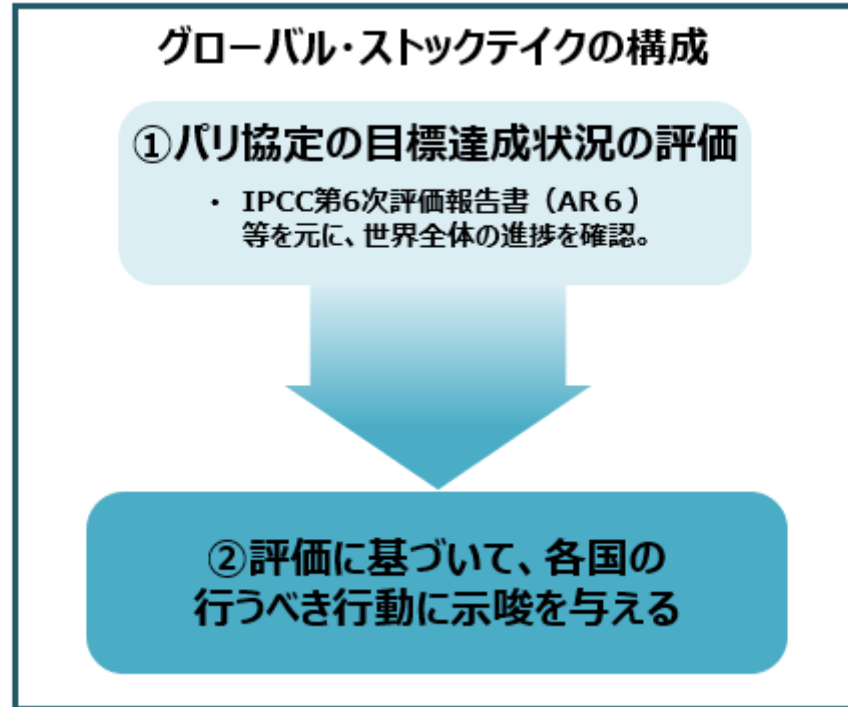 グローバル・ストックテイクの構成
①パリ協定の目標達成状況の評価
・ IPCC第6次評価報告書（AR６）
等を元に、世界全体の進捗を確認。
②評価に基づいて、各国の
行うべき行動に示唆を与える